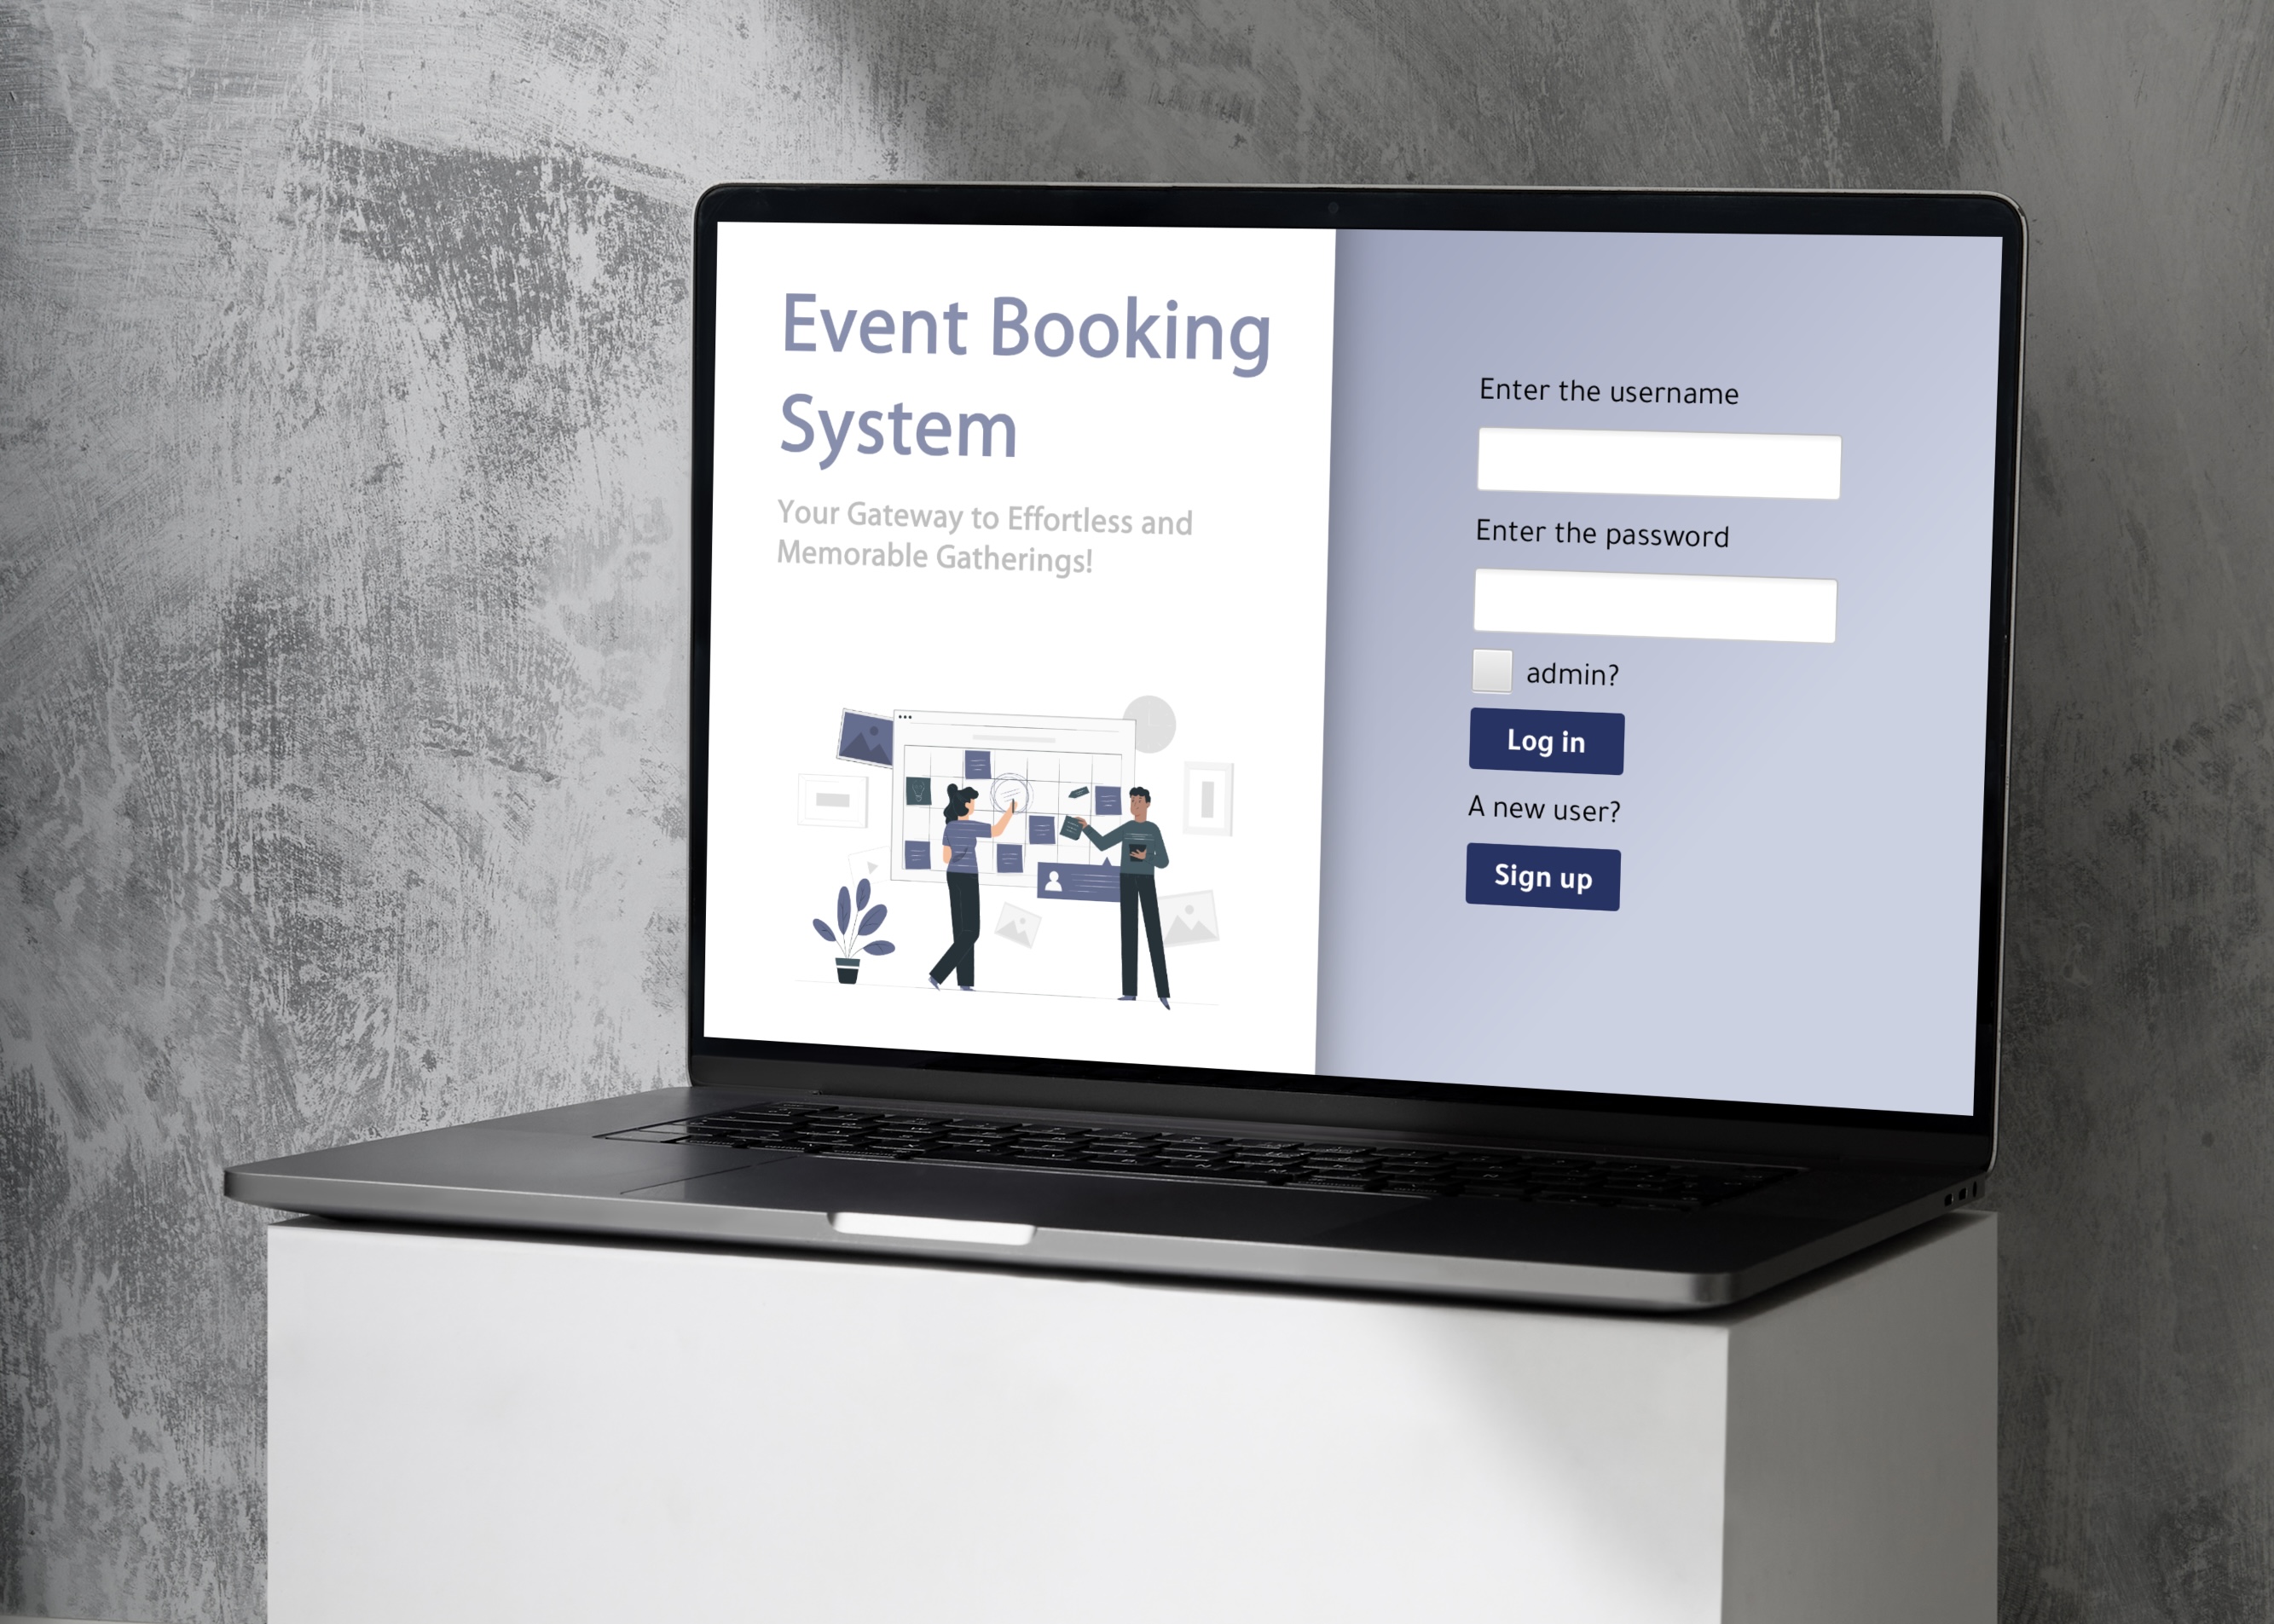 Event Booking
System
Your Gateway to Effortless and
Memorable Gatherings!
Enter the username
Enter the password
admin?
Log in
A new user?
Sign up